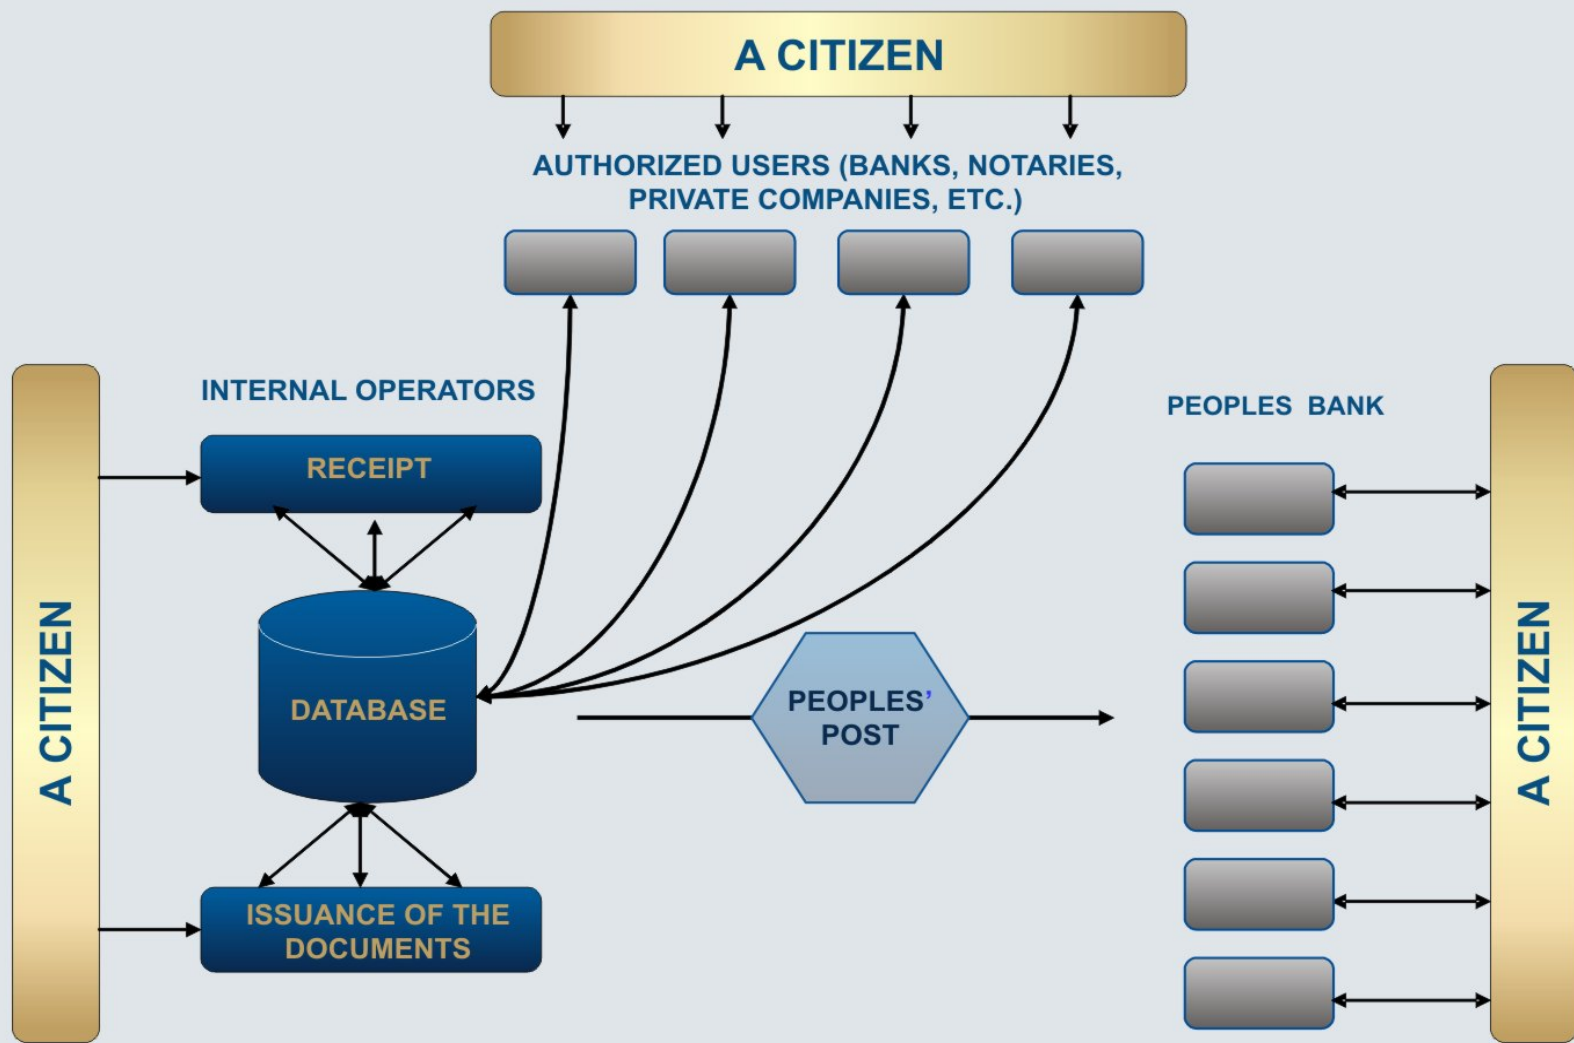 A CITIZEN
AUTHORIZED USERS (BANKS, NOTARIES,
PRIVATE COMPANIES, ETC.)
INTERNAL OPERATORS
PEOPLES BANK
RECEIPT
A CITIZEN
DATABASE
PEOPLES’
POST
A CITIZEN
ISSUANCE OF THE
DOCUMENTS